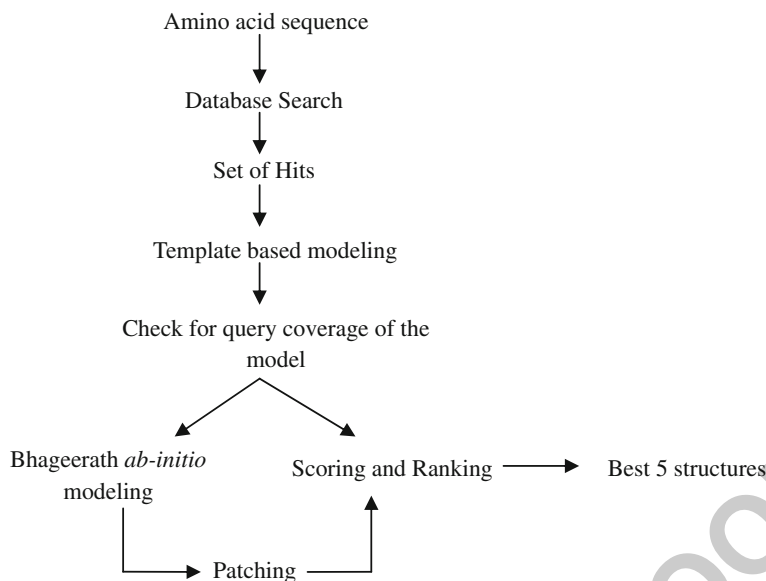 Amino acid sequence
Database Search
Set of Hits
Template based modeling
Check for query coverage of the
model
Bhageerath ab-initio
modeling
Scoring and Ranking
Best 5 structures
Patching